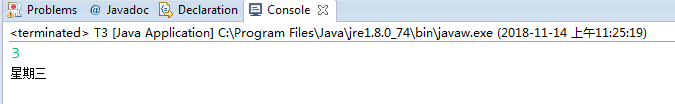 Problems @ Javadoc Declaration Console
<terminated> T3 [Java Application] C:\Program Files\Java\jre1.8.0_74\bin\javaw.exe (2018-11-14 上午11:25:19)
3
星期三